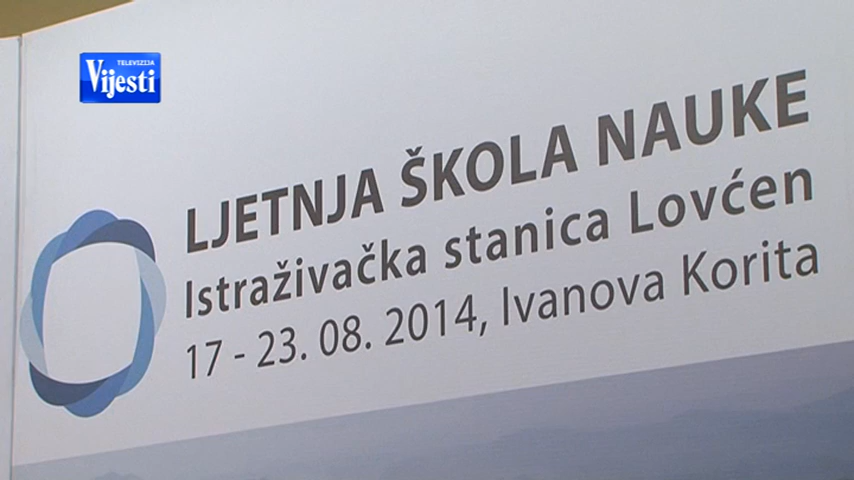 TELEVIZIJA
Vijesti
LJETNJA ŠKOLA NAUKE
Istraživačka stanica Lovćen
17 - 23. 08. 2014, Ivanova Korita